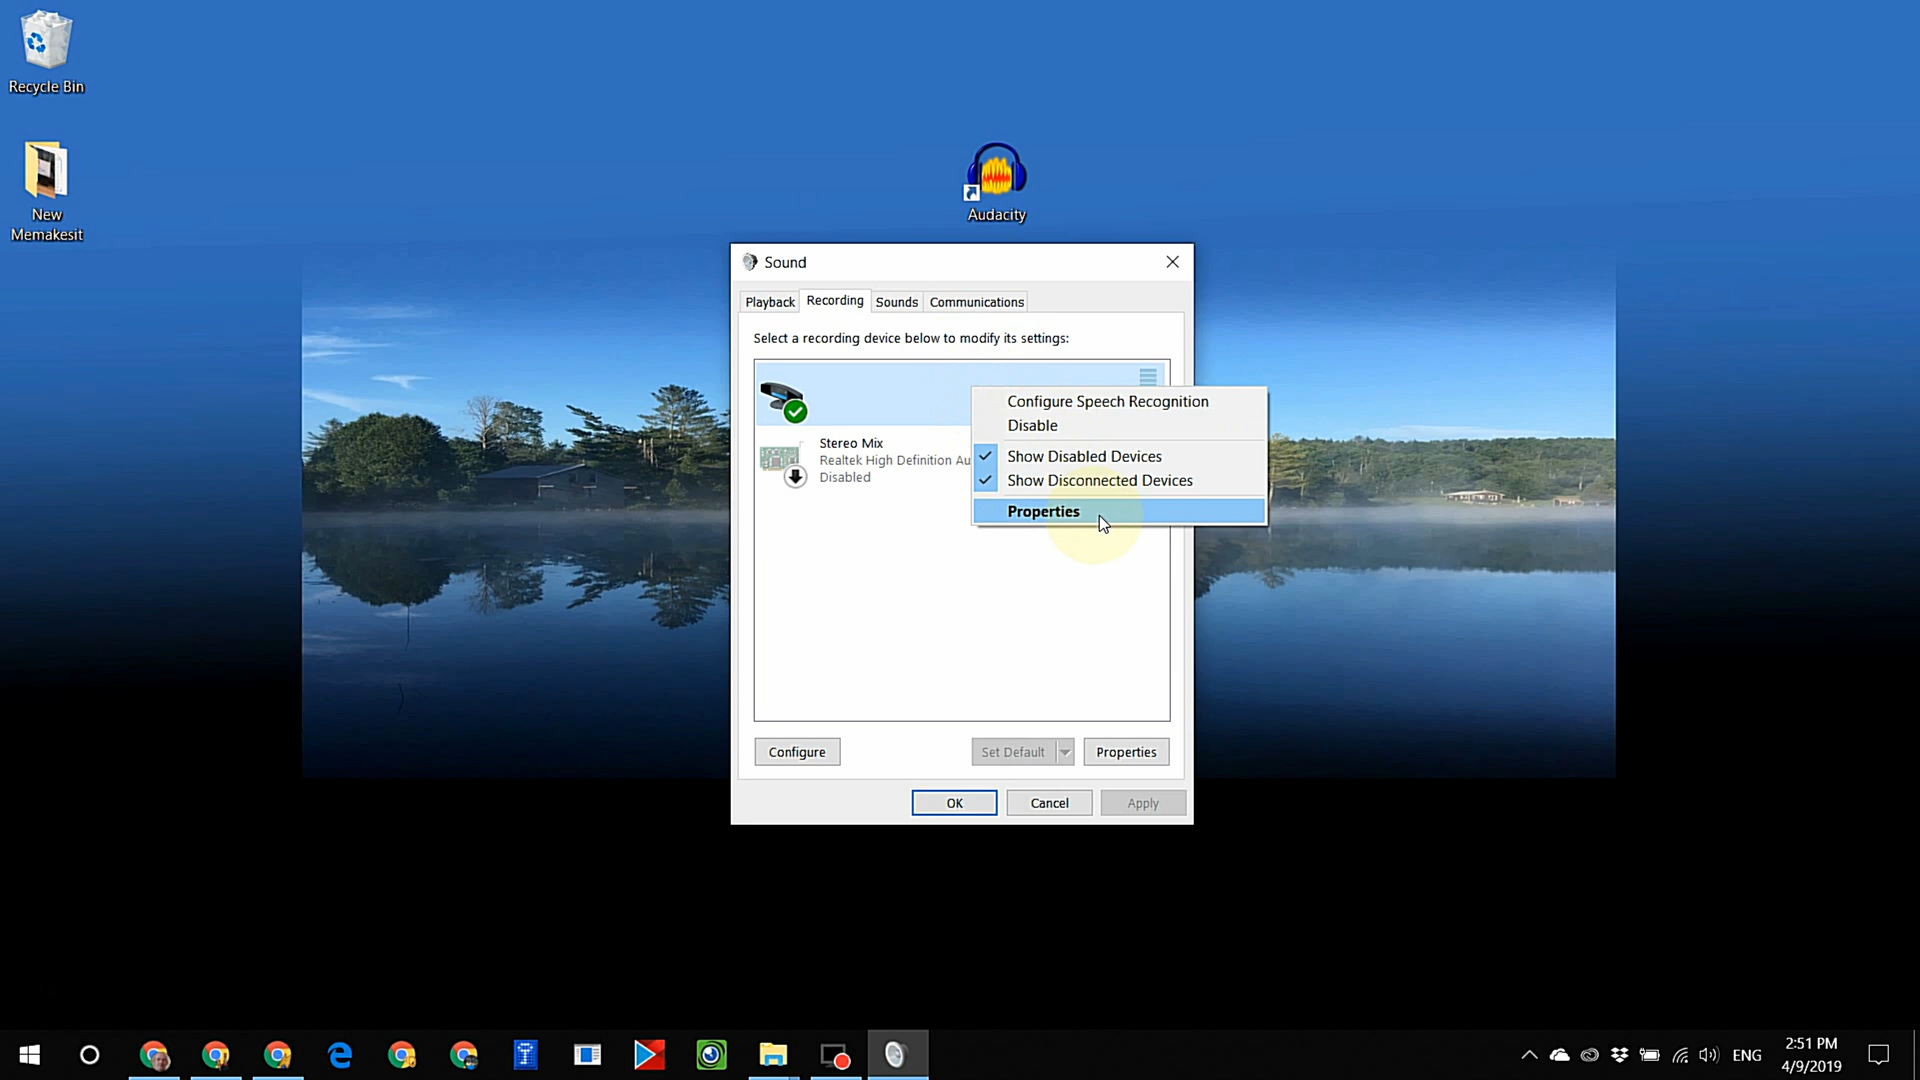 Recycle Bin
New
Memakesit
Audacity
Sound
Playback
Recording
Sounds
Communications
Select a recording device below to modify its settings:
Configure Speech Recognition
Disable
Show Disabled Devices
Show Disconnected Devices
Properties
Stereo Mix
Realtek High Definition Au
Disabled
Configure
Set Default
Properties
OK
Cancel
Apply
ENG
2:51 PM
4/9/2019